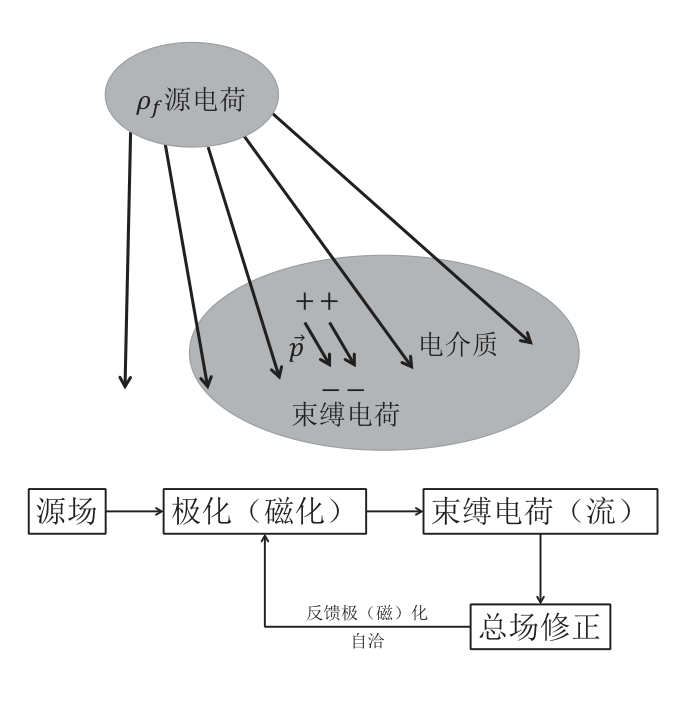 ρf源电荷
++
p⃗
电介质
−−
束缚电荷
源场
极化（磁化）
束缚电荷（流）
反馈极（磁）化
自洽
总场修正